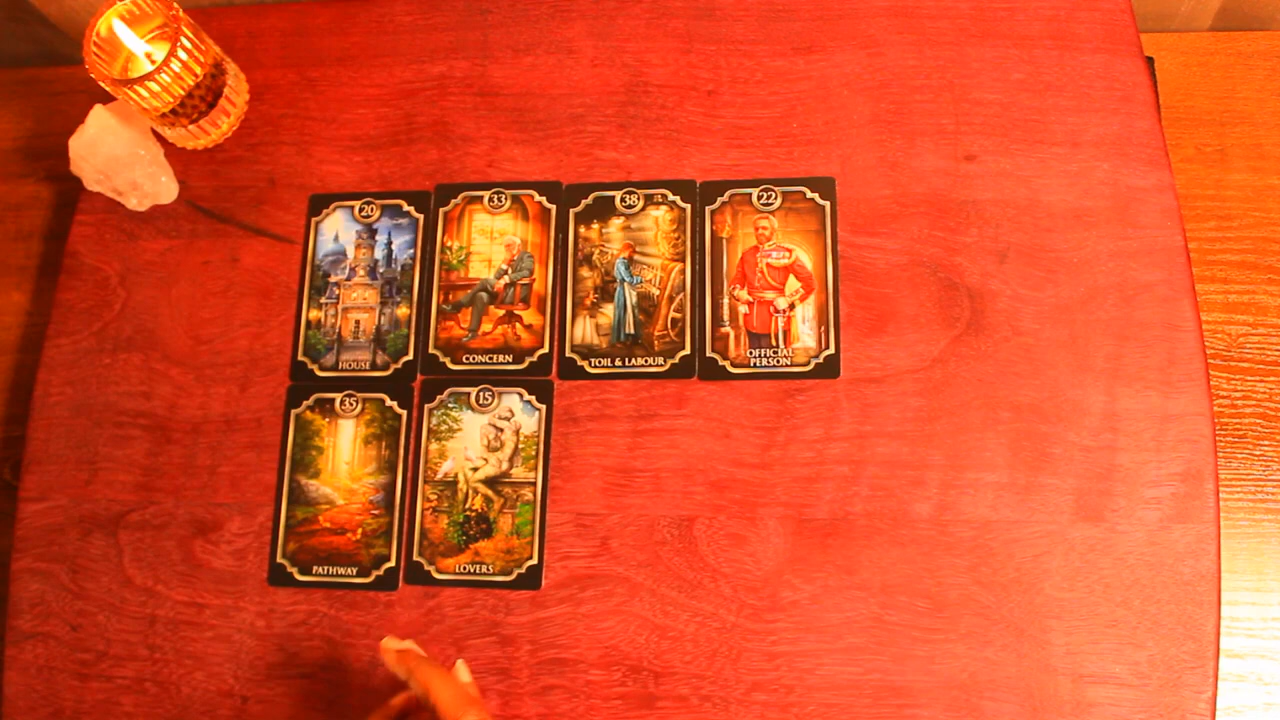 20
HOUSE
33
CONCERN
38
TOIL & LABOUR
22
OFFICIAL
PERSON
35
PATHWAY
15
LOVERS